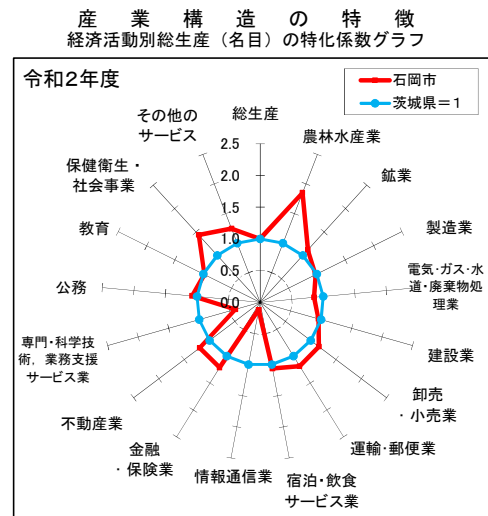 産業構造の特徴
経済活動別総生産（名目）の特化係数グラフ
令和2年度
石岡市
茨城県＝1
総生産
農林水産業
鉱業
製造業
電気・ガス・水
道・廃棄物処
理業
建設業
卸売
・小売業
運輸・郵便業
宿泊・飲食
サービス業
情報通信業
金融
・保険業
不動産業
専門・科学技
術，業務支援
サービス業
公務
教育
保健衛生・
社会事業
その他の
サービス
2.5
2.0
1.5
1.0
0.5
0.0